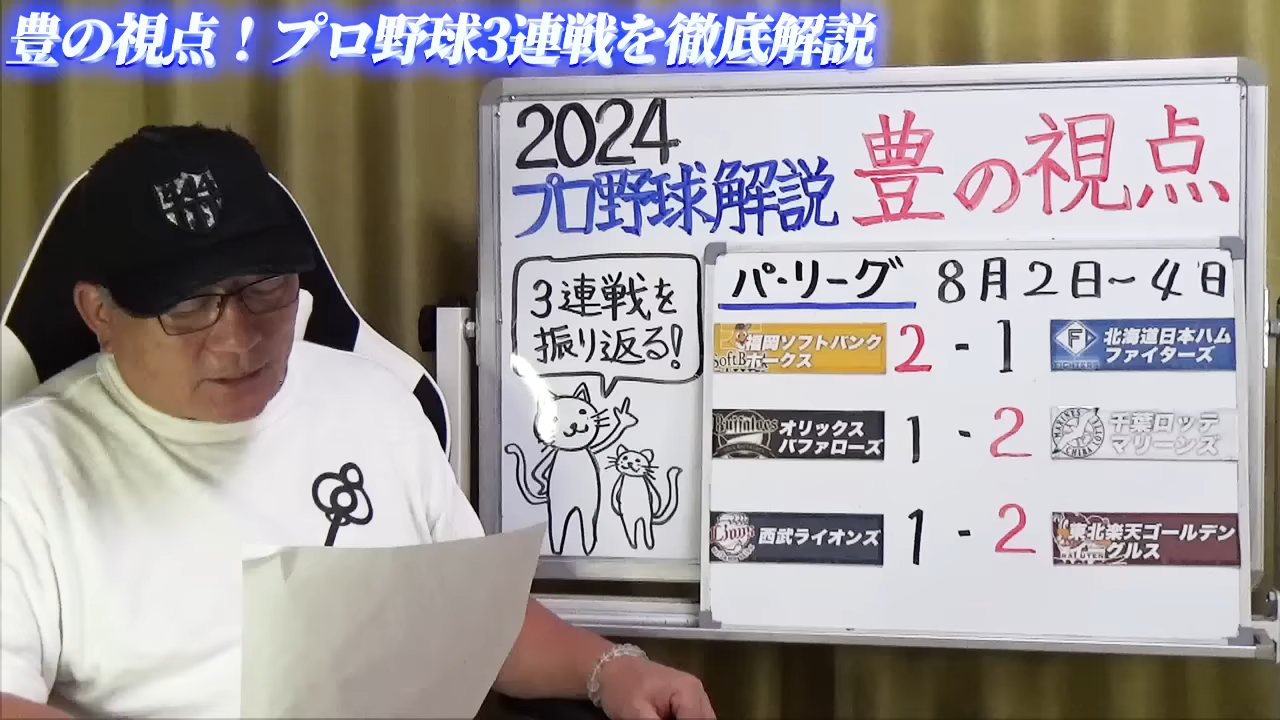 豊の視点！プロ野球3連戦を徹底解説
2024
プロ野球解説 豊の視点
3連戦を
振り返る!
パ・リーグ 8月2日~4日
福岡ソフトバンク
ホークス
2 - 1
北海道日本ハム
ファイターズ
FIGHTERS
Buffaloes
オリックス
バファローズ
1 - 2
MARINES
CHIBA LOTTE
千葉ロッテ
マリーンズ
Lions
西武ライオンズ
1 - 2
東北楽天ゴールデン
イーグルス